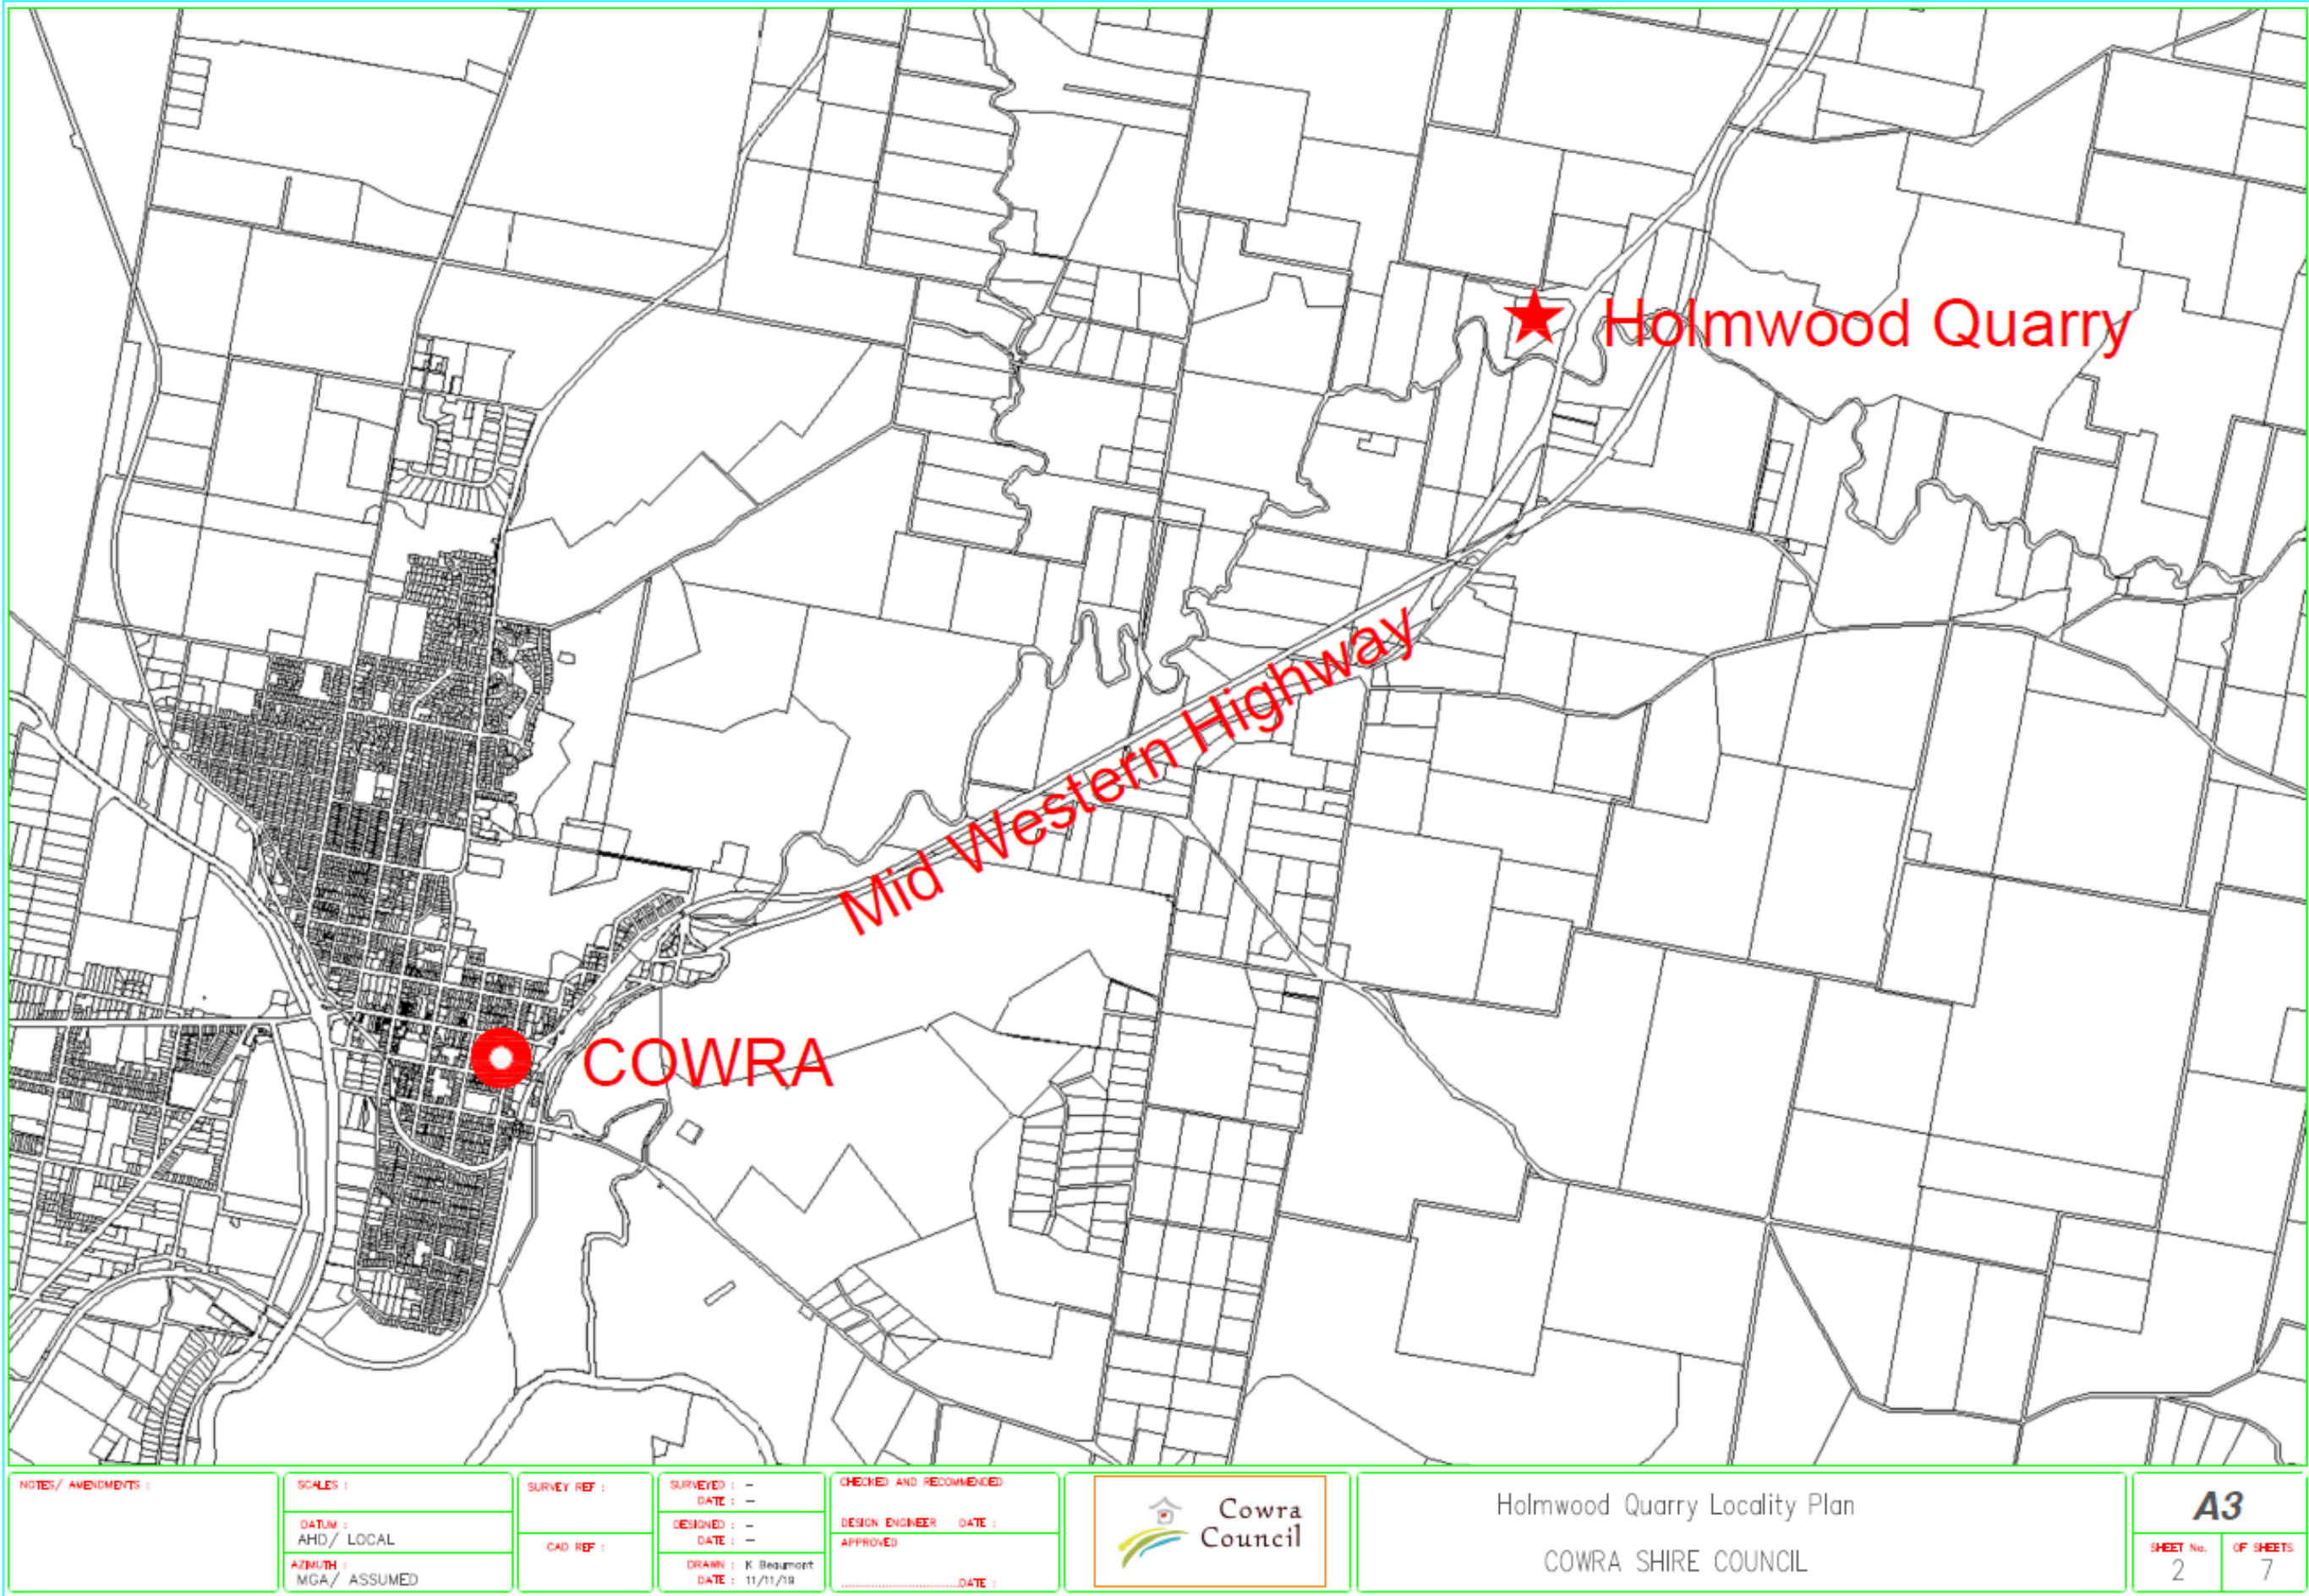 Holmwood Quarry
Mid Western Highway
COWRA
NOTES/ AMENDMENTS :
SCALES :
DATUM :
AHD/ LOCAL
AZIMUTH :
MGA/ ASSUMED
SURVEY REF :
CAD REF :
SURVEYED : -
DATE : -
DESIGNED : -
DATE : -
DRAWN : K Beaumont
DATE : 11/11/19
CHECKED AND RECOMMENDED
DESIGN ENGINEER DATE :
APPROVED
DATE :
Cowra
Council
Holmwood Quarry Locality Plan
COWRA SHIRE COUNCIL
A3
SHEET No.
2
OF SHEETS
7